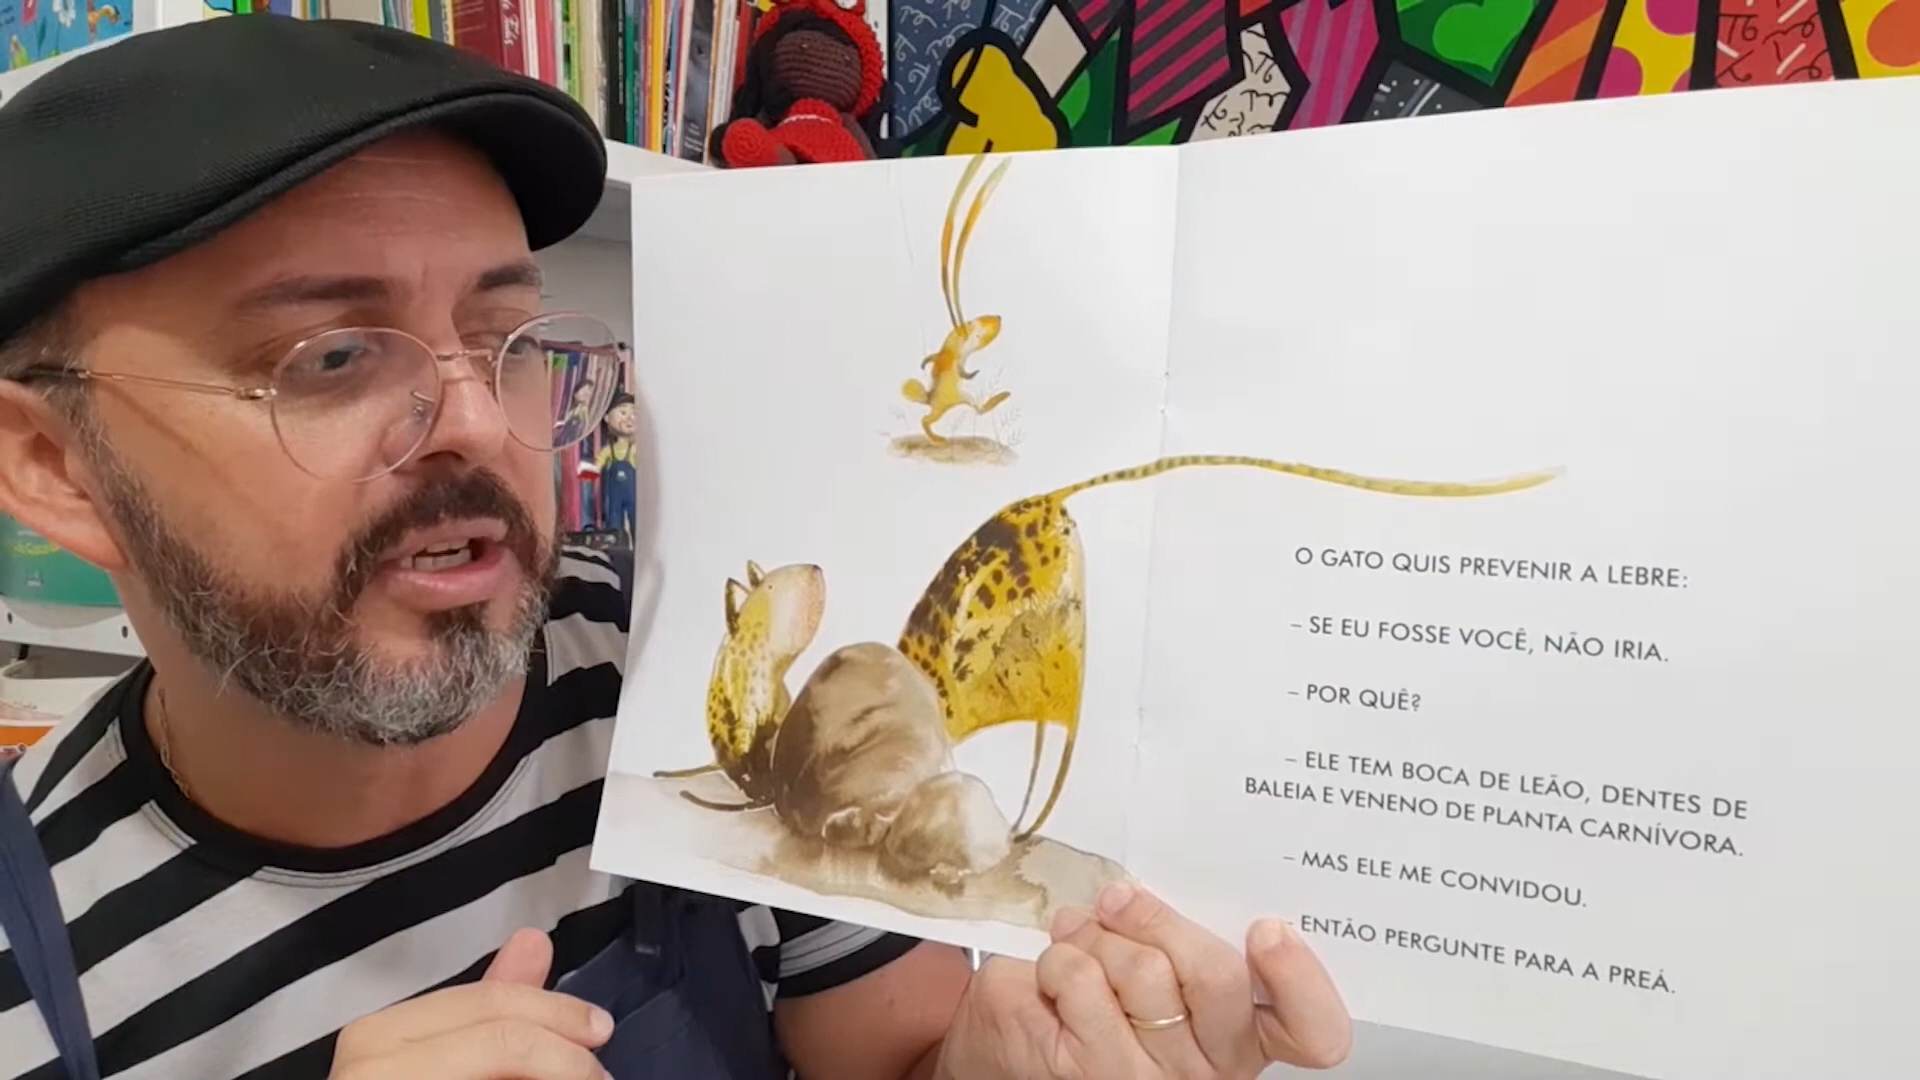 O GATO QUIS PREVENIR A LEBRE:
– SE EU FOSSE VOCÊ, NÃO IRIA.
– POR QUÊ?
– ELE TEM BOCA DE LEÃO, DENTES DE
BALEIA E VENENO DE PLANTA CARNÍVORA.
– MAS ELE ME CONVIDOU.
– ENTÃO PERGUNTE PARA A PREÁ.